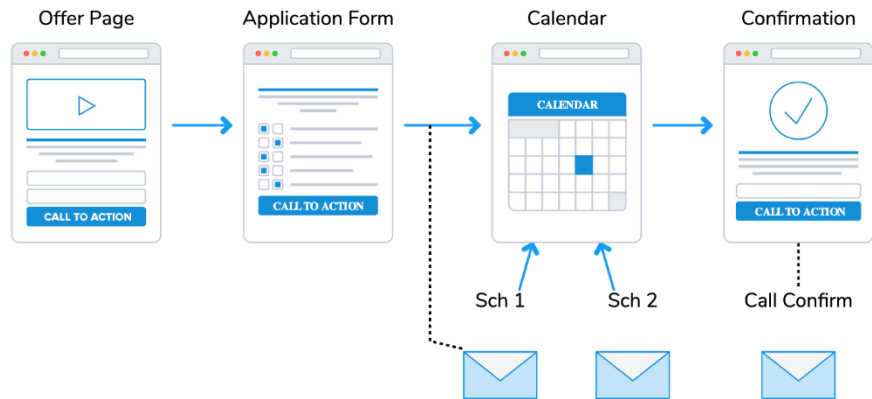 Offer Page
Application Form
Calendar
Confirmation
CALENDAR
CALL TO ACTION
CALL TO ACTION
CALL TO ACTION
Sch 1
Sch 2
Call Confirm